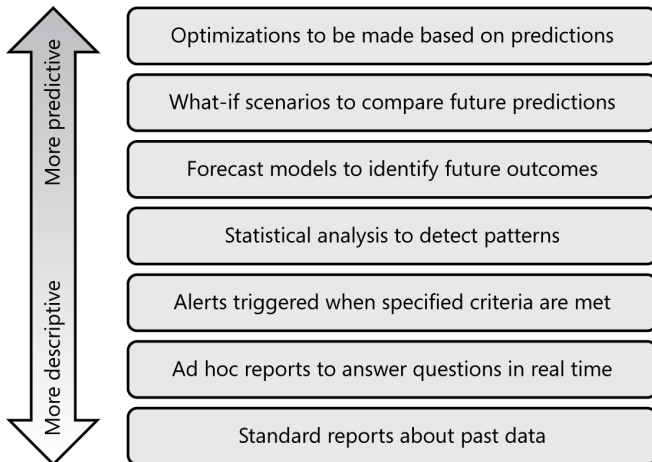 More predictive
More descriptive
Optimizations to be made based on predictions
What-if scenarios to compare future predictions
Forecast models to identify future outcomes
Statistical analysis to detect patterns
Alerts triggered when specified criteria are met
Ad hoc reports to answer questions in real time
Standard reports about past data